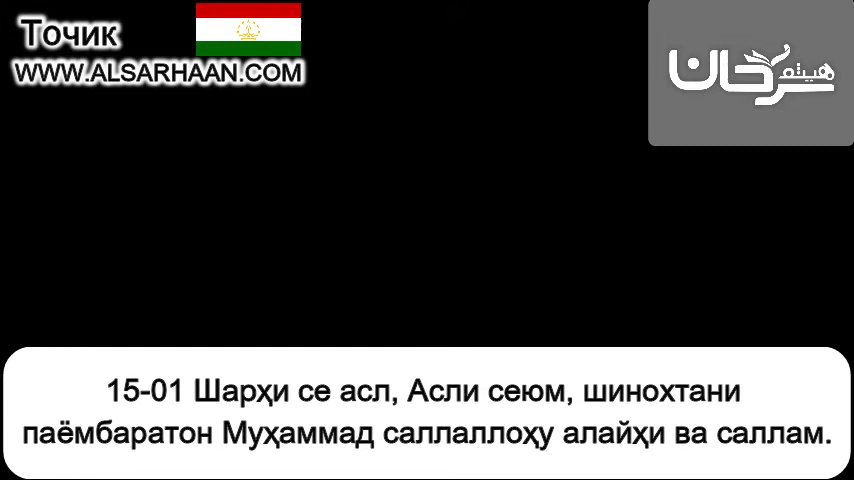 Точик
WWW.ALSARHAAN.COM
هيثم
سرحان
15-01 Шарҳи се асл, Асли сеюм, шинохтани
паёмбаратон Муҳаммад саллаллоҳу алайҳи ва саллам.